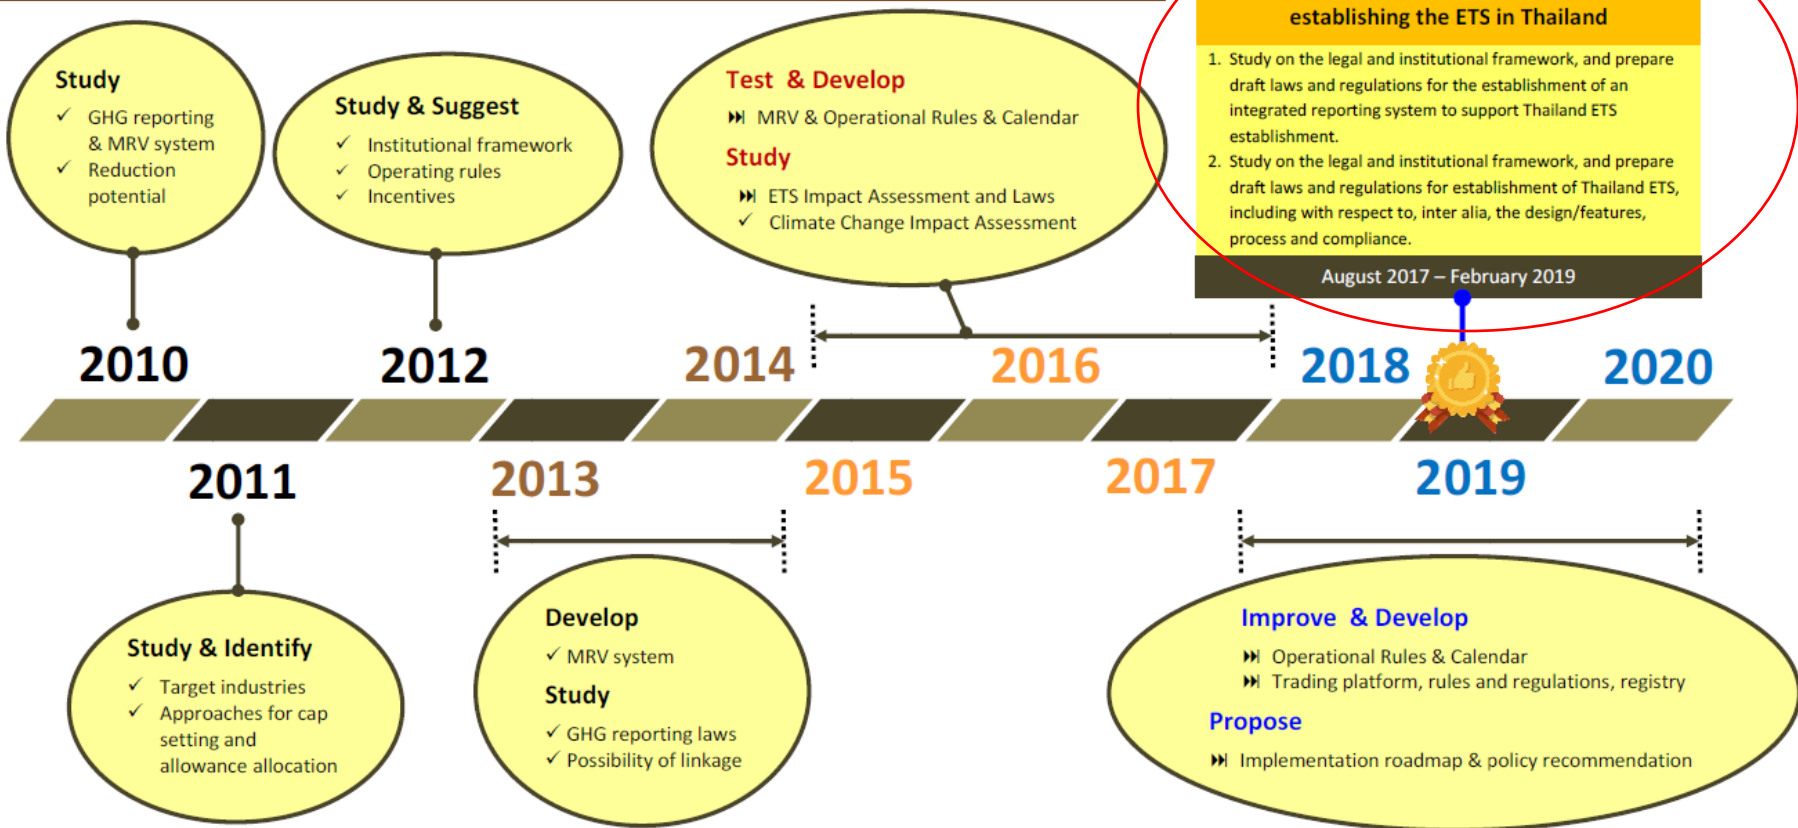 Study
✓ GHG reporting
& MRV system
✓ Reduction
potential
Study & Suggest
✓ Institutional framework
✓ Operating rules
✓ Incentives
Test & Develop
MRV & Operational Rules & Calendar
Study
ETS Impact Assessment and Laws
✓ Climate Change Impact Assessment
establishing the ETS in Thailand
1. Study on the legal and institutional framework, and prepare
draft laws and regulations for the establishment of an
integrated reporting system to support Thailand ETS
establishment.
2. Study on the legal and institutional framework, and prepare
draft laws and regulations for establishment of Thailand ETS,
including with respect to, inter alia, the design/features,
process and compliance.
August 2017 – February 2019
2010
2012
2014
2016
2018
2020
2011
2013
2015
2017
2019
Study & Identify
✓ Target industries
✓ Approaches for cap
setting and
allowance allocation
Develop
✓ MRV system
Study
✓ GHG reporting laws
✓ Possibility of linkage
Improve & Develop
Operational Rules & Calendar
Trading platform, rules and regulations, registry
Propose
Implementation roadmap & policy recommendation